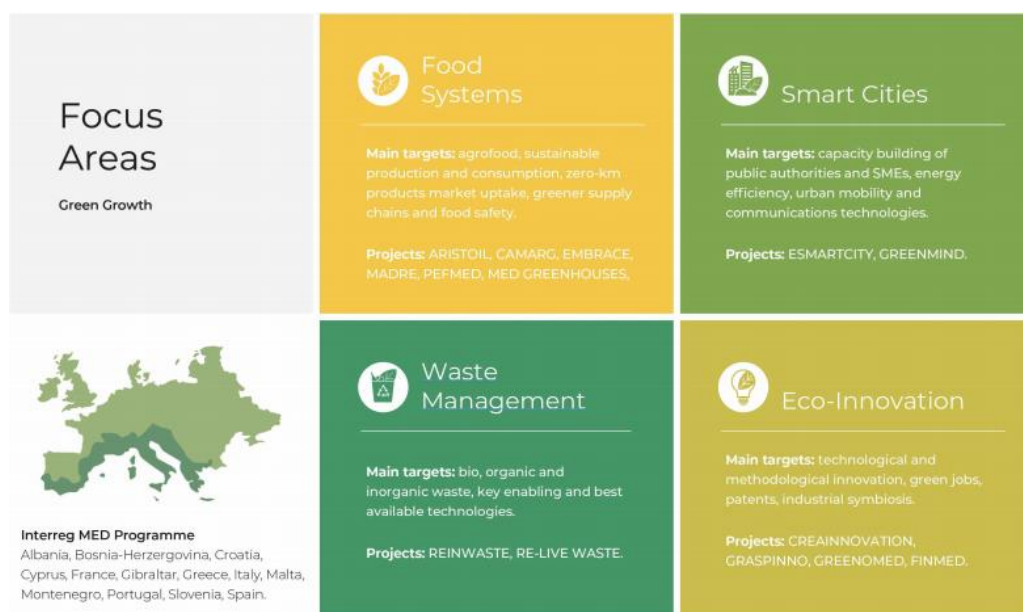 Focus
Areas
Green Growth
Food
Systems
Main targets: agrofood, sustainable
production and consumption, zero-km
products market uptake, greener supply
chains and food safety.
Projects: ARISTOIL, CAMARG, EMBRACE,
MADRE, PEFMED, MED GREENHOUSES,
Smart Cities
Main targets: capacity building of
public authorities and SMEs, energy
efficiency, urban mobility and
communications technologies.
Projects: ESMARTCITY, GREENMIND.
Interreg MED Programme
Albania, Bosnia-Herzergovina, Croatia,
Cyprus, France, Gibraltar, Greece, Italy, Malta,
Montenegro, Portugal, Slovenia, Spain.
Waste
Management
Main targets: bio, organic and
inorganic waste, key enabling and best
available technologies.
Projects: REINWASTE, RE-LIVE WASTE.
Eco-Innovation
Main targets: technological and
methodological innovation, green jobs,
patents, industrial symbiosis.
Projects: CREAINNOVATION,
GRASPINNO, GREENOMED, FINMED.